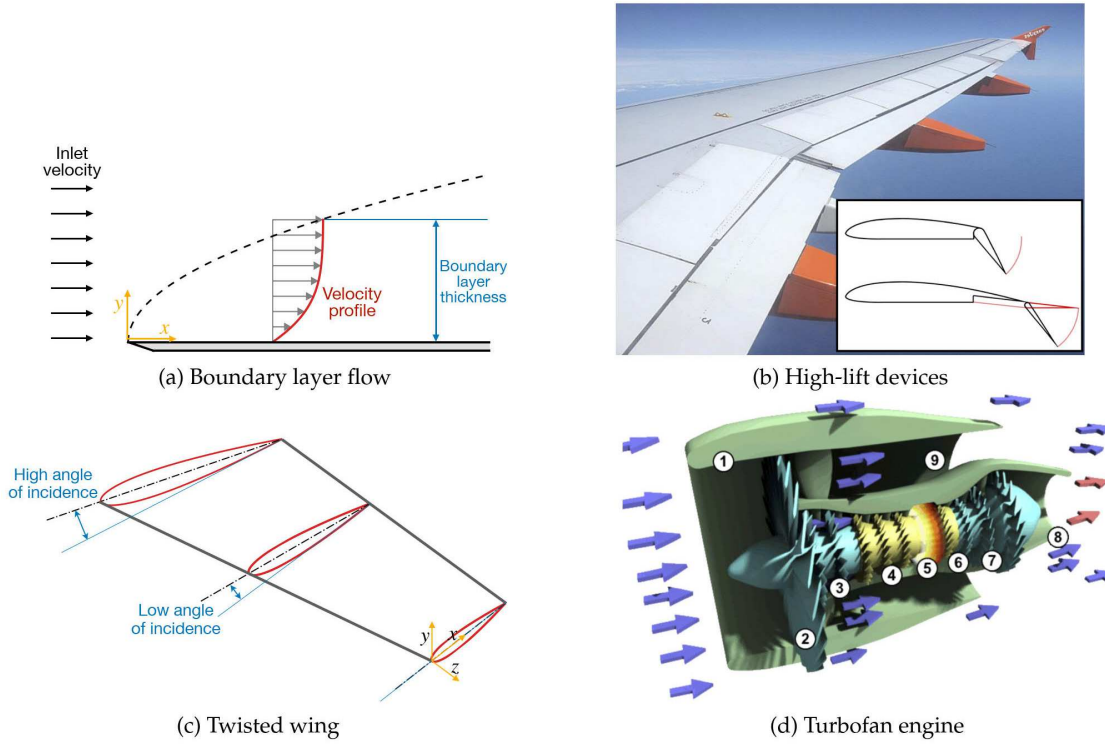 Inlet
velocity
y
x
Velocity
profile
Boundary
layer
thickness
(a) Boundary layer flow
(b) High-lift devices
High angle
of incidence
Low angle
of incidence
y
x
z
(c) Twisted wing
1
2
3
4
5
6
7
8
9
(d) Turbofan engine